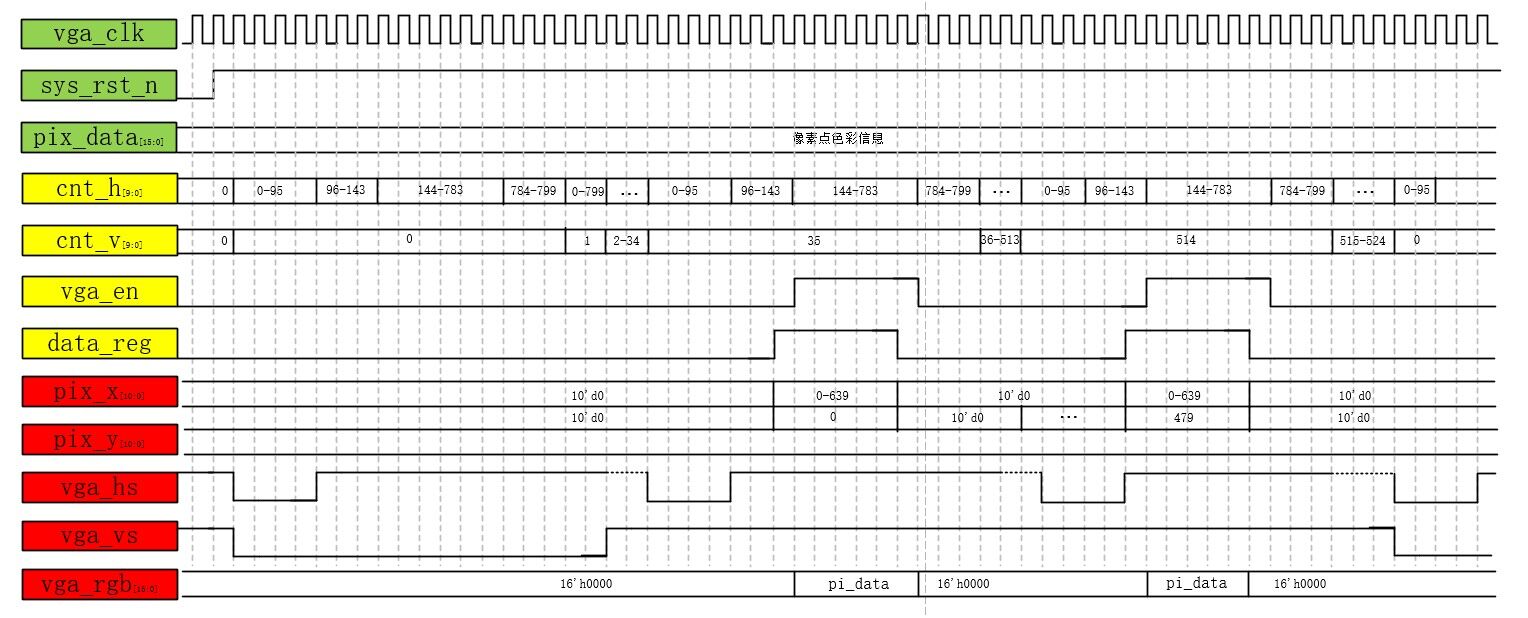 vga_clk
sys_rst_n
pix_data[15:0] 像素点色彩信息
cnt_h[9:0] 0 0-95 96-143 144-783 784-799 0-799 ... 0-95 96-143 144-783 784-799 ... 0-95 96-143 144-783 784-799 ... 0-95
cnt_v[9:0] 0 0 1 2-34 35 36-513 514 515-524 0
vga_en
data_reg
pix_x[10:0] 10'd0 0-639 10'd0 0-639 10'd0
10'd0 0 10'd0 ... 479 10'd0
pix_y[10:0]
vga_hs
vga_vs
vga_rgb[15:0] 16'h0000 pi_data 16'h0000 pi_data 16'h0000